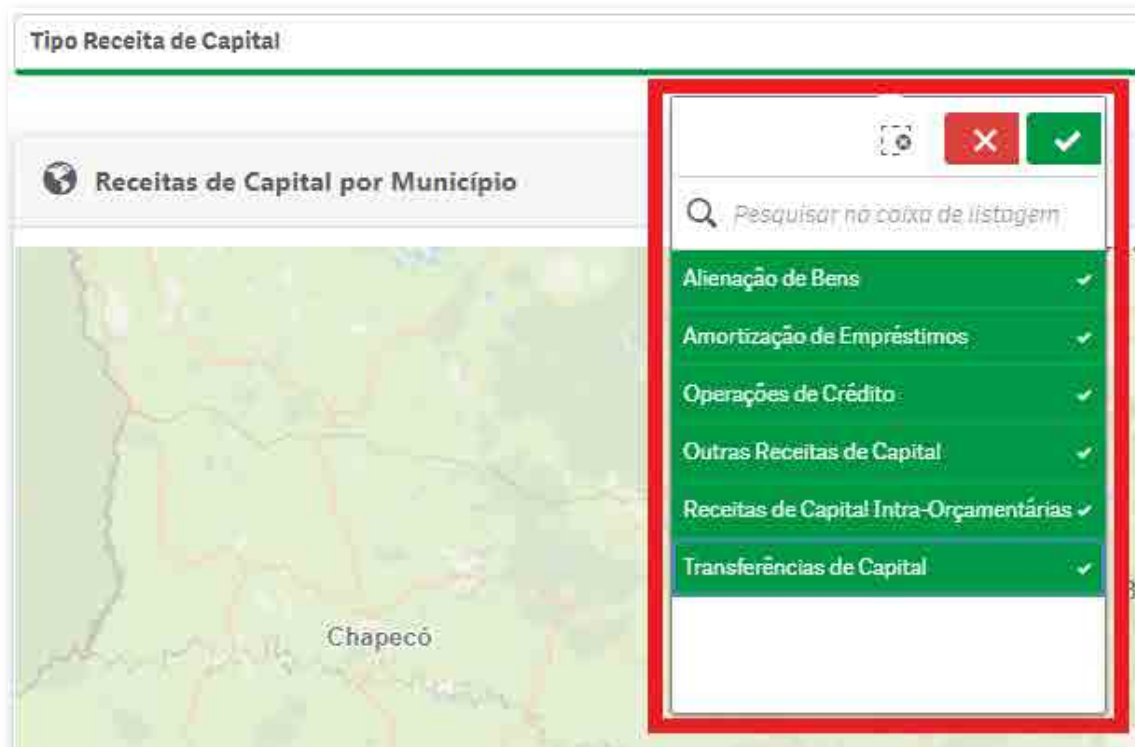 Tipo Receita de Capital
Receitas de Capital por Município
Pesquisar na caixa de listagem
Alienação de Bens
Amortização de Empréstimos
Operações de Crédito
Outras Receitas de Capital
Receitas de Capital Intra-Orçamentárias
Transferências de Capital
Chapecó